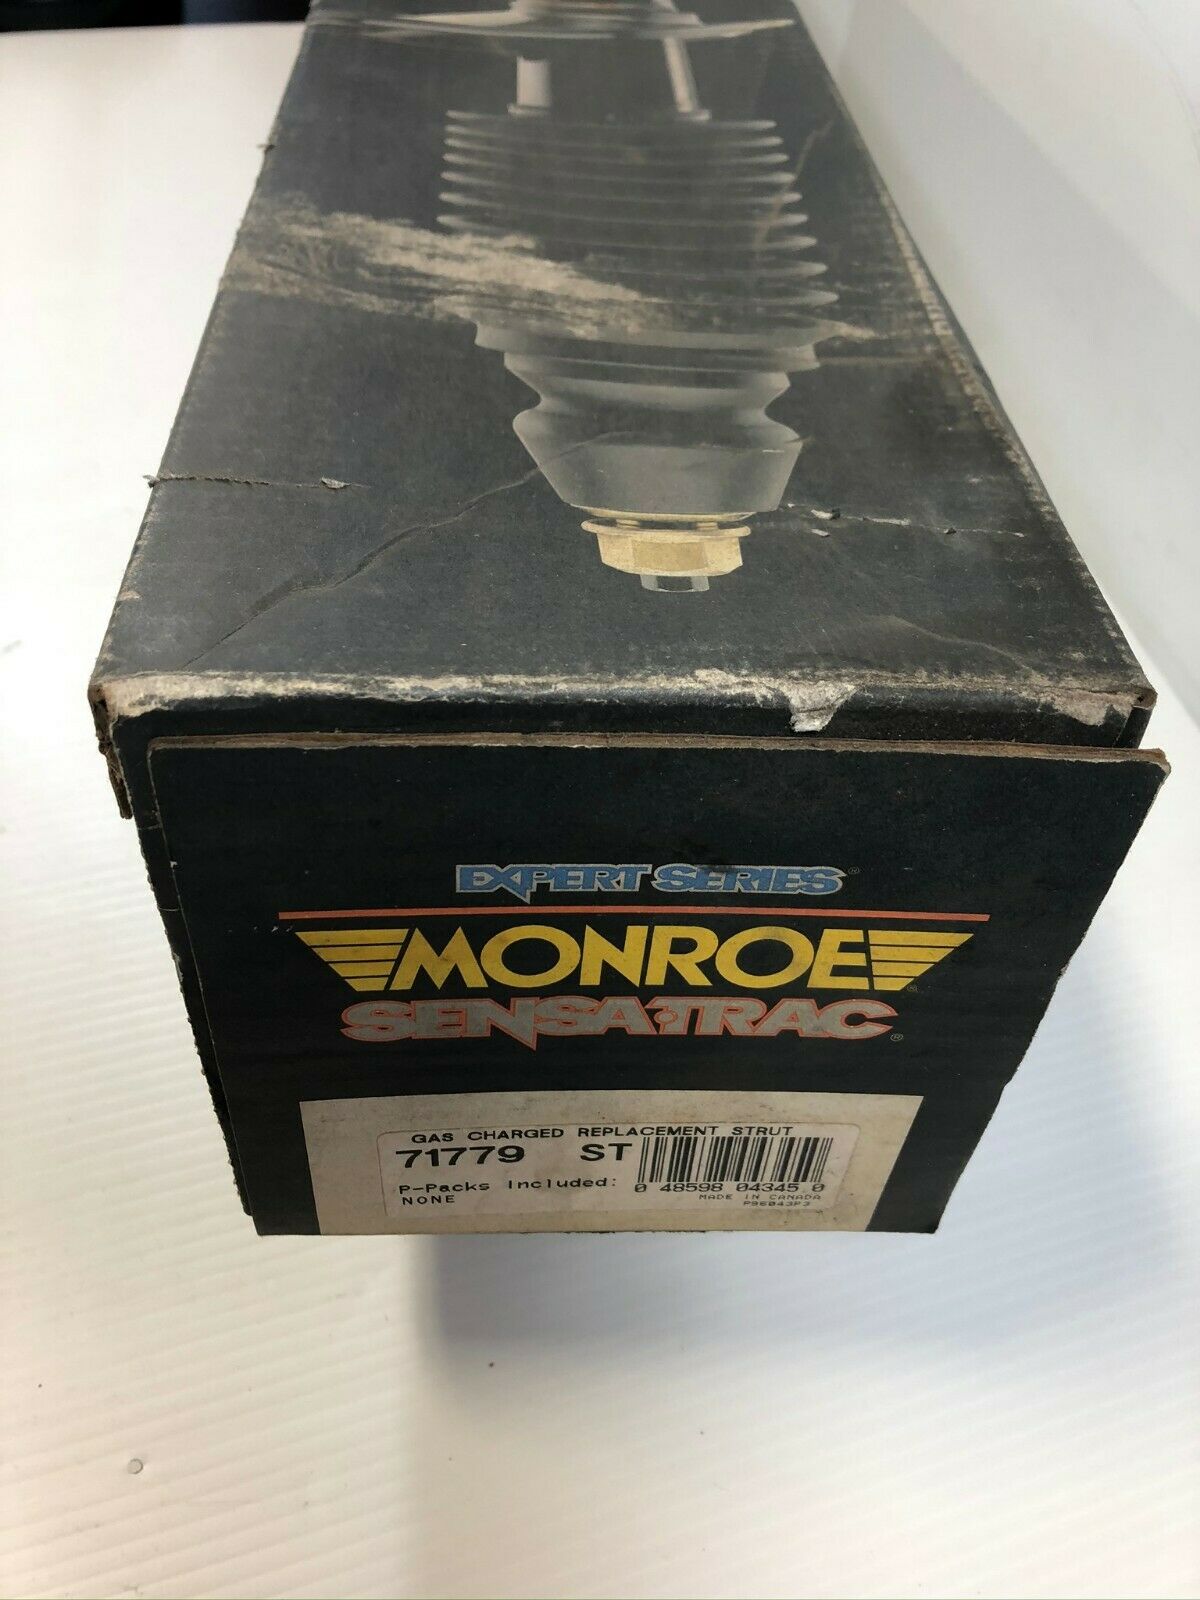 EXPERT SERIES®
MONROE®
SENSA-TRAC®
GAS CHARGED REPLACEMENT STRUT
71779 ST
P-Packs Included:
NONE
0 48598 04345 0
MADE IN CANADA
P96043P3